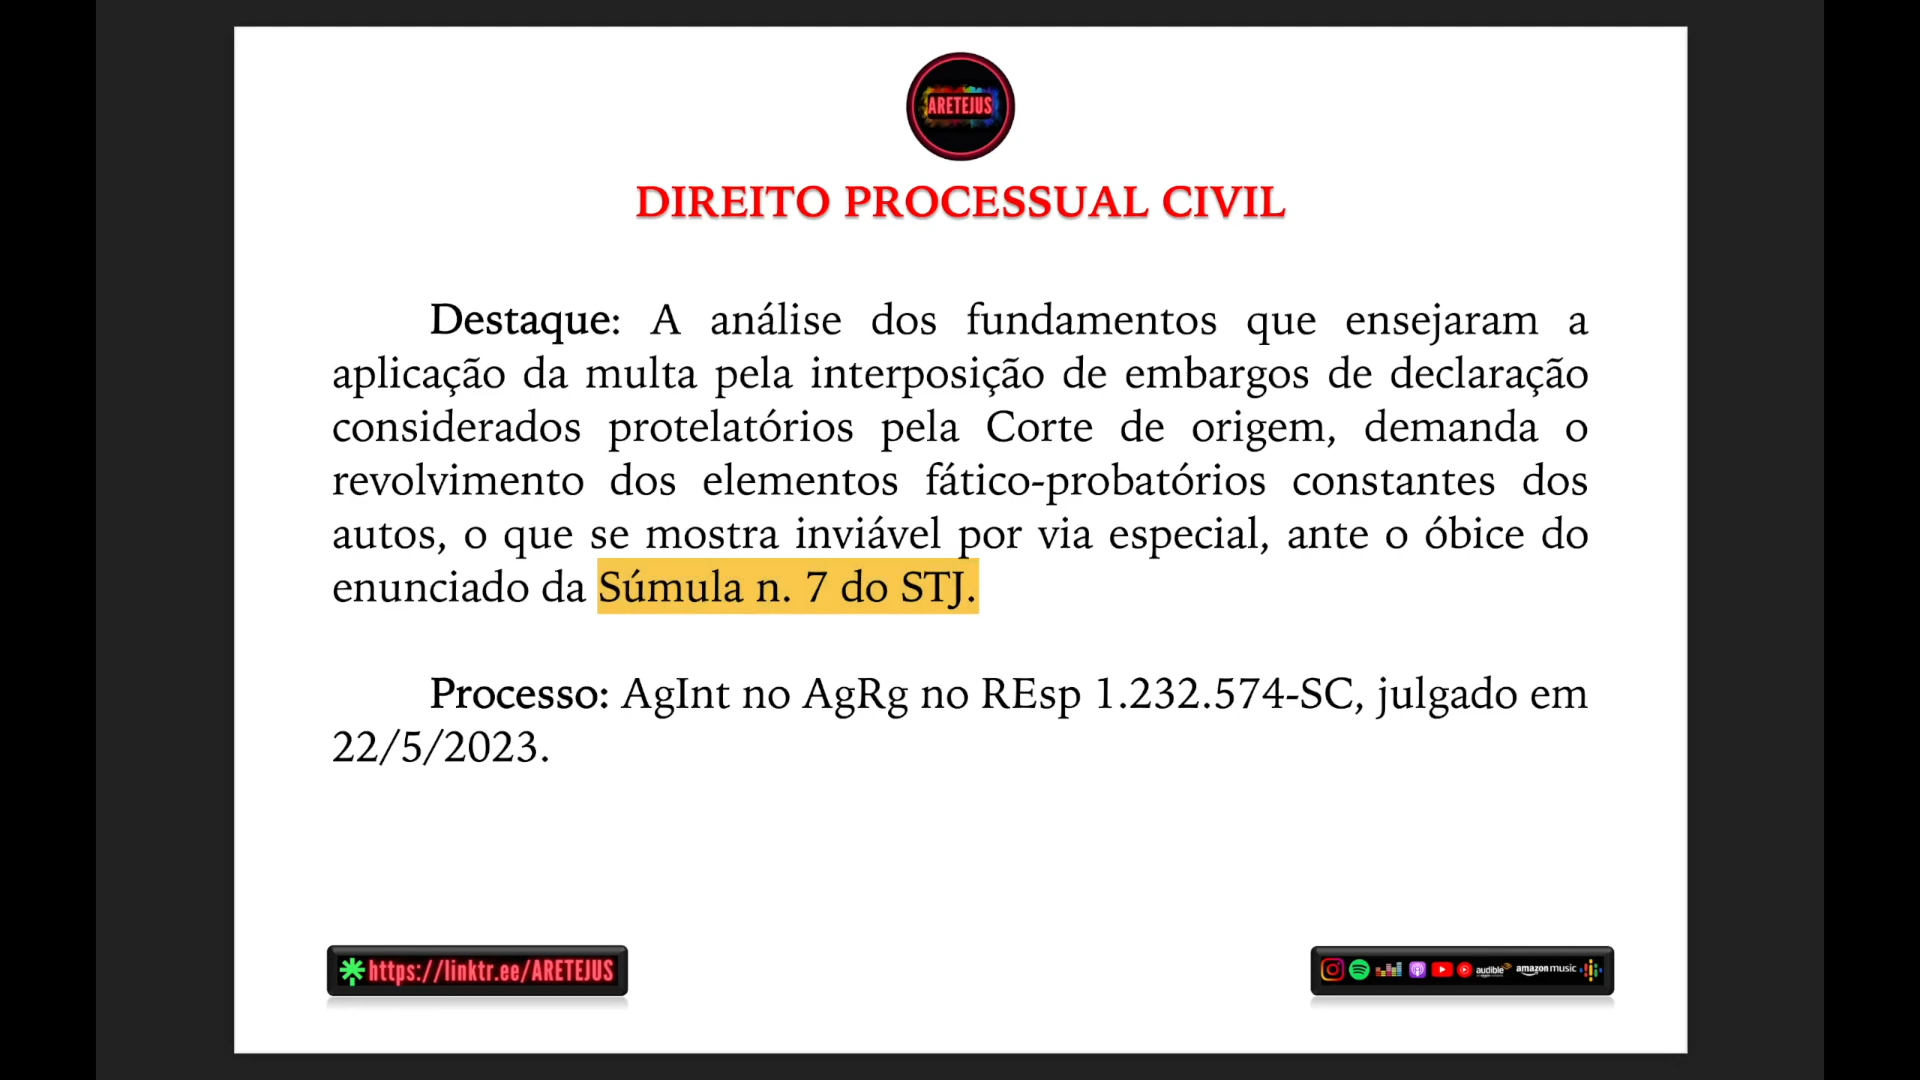 ARETEJUS
DIREITO PROCESSUAL CIVIL
Destaque: A análise dos fundamentos que ensejaram a
aplicação da multa pela interposição de embargos de declaração
considerados protelatórios pela Corte de origem, demanda o
revolvimento dos elementos fático-probatórios constantes dos
autos, o que se mostra inviável por via especial, ante o óbice do
enunciado da Súmula n. 7 do STJ.
Processo: AgInt no AgRg no REsp 1.232.574-SC, julgado em
22/5/2023.
https://linktr.ee/ARETEJUS
audible amazon music